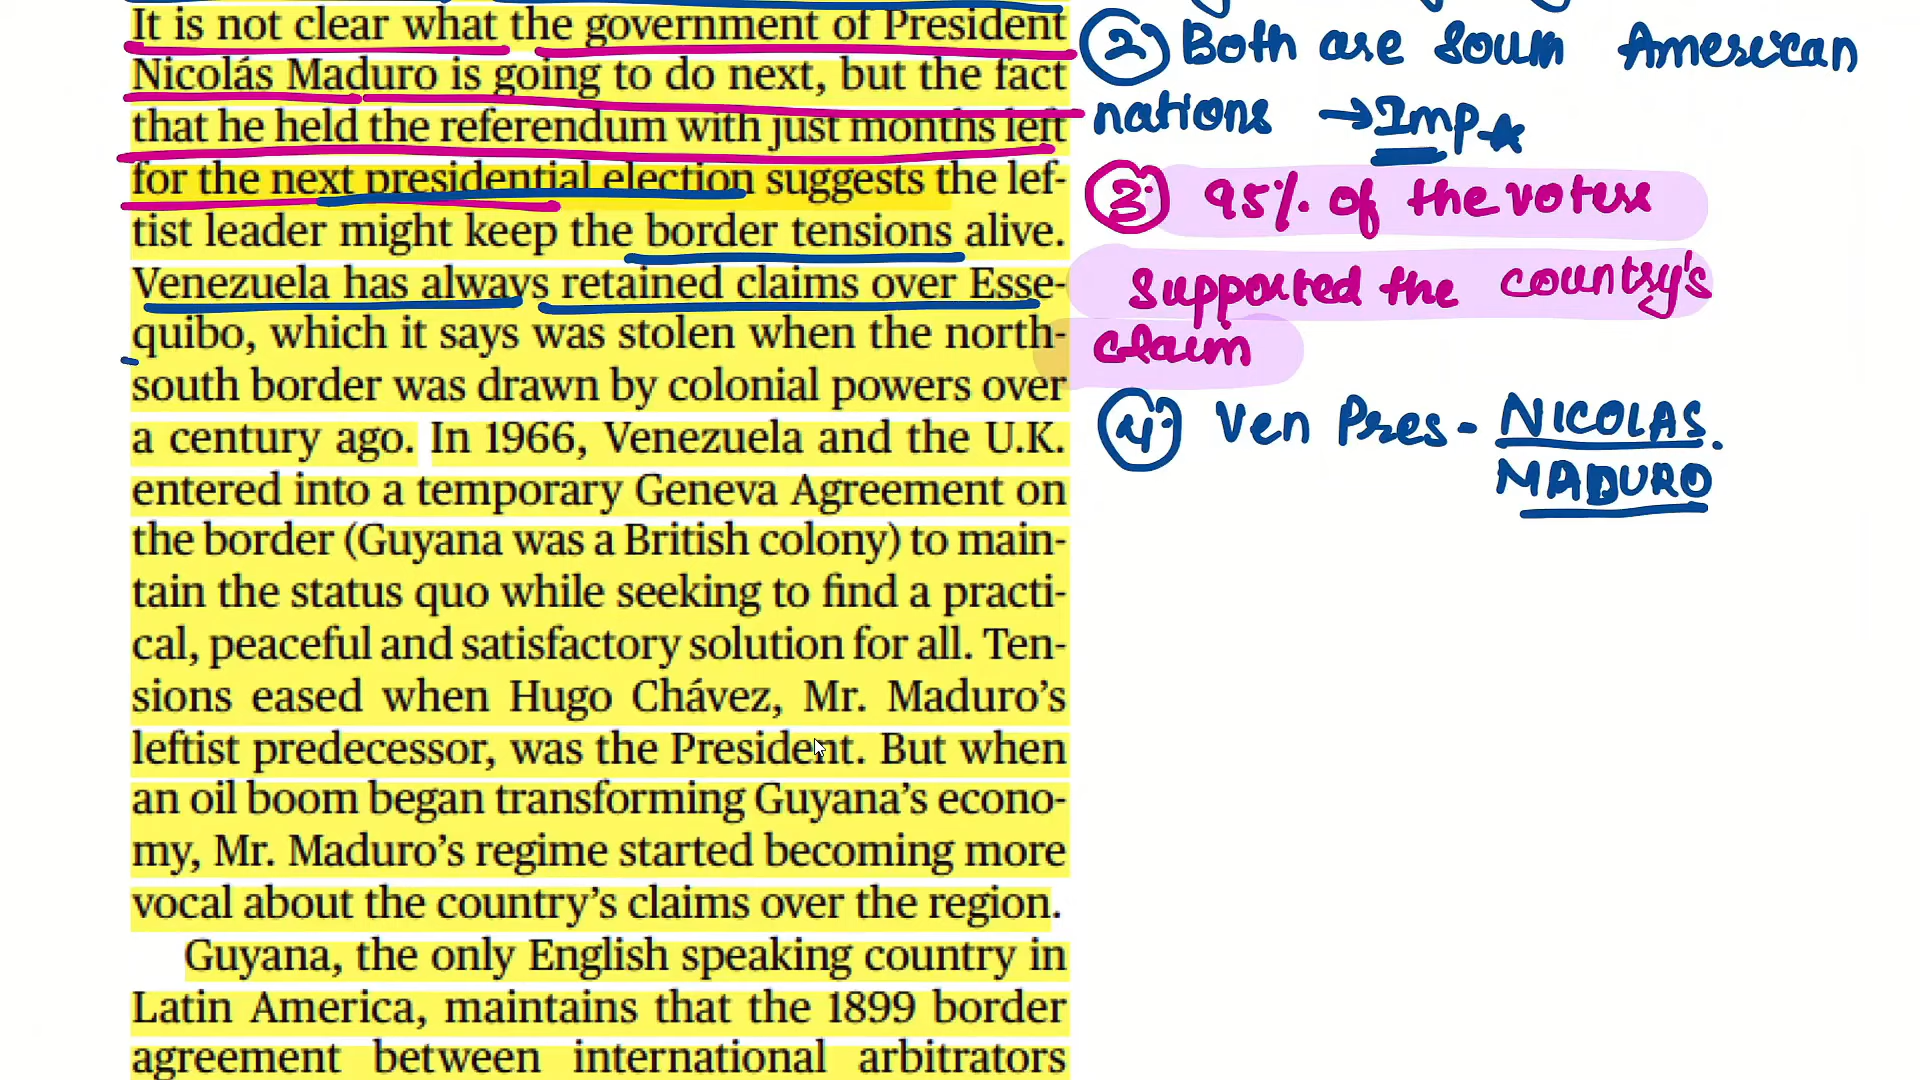 It is not clear what the government of President
Nicolás Maduro is going to do next, but the fact
that he held the referendum with just months left
for the next presidential election suggests the lef-
tist leader might keep the border tensions alive.
Venezuela has always retained claims over Esse-
quibo, which it says was stolen when the north-
south border was drawn by colonial powers over
a century ago. In 1966, Venezuela and the U.K.
entered into a temporary Geneva Agreement on
the border (Guyana was a British colony) to main-
tain the status quo while seeking to find a practi-
cal, peaceful and satisfactory solution for all. Ten-
sions eased when Hugo Chávez, Mr. Maduro's
leftist predecessor, was the President. But when
an oil boom began transforming Guyana's econo-
my, Mr. Maduro's regime started becoming more
vocal about the country's claims over the region.
Guyana, the only English speaking country in
Latin America, maintains that the 1899 border
agreement between international arbitrators
2 Both are South American
nations → Imp
3. 95% of the voters
supported the country's
claim
4. Ven Pres - NICOLAS
MADURO